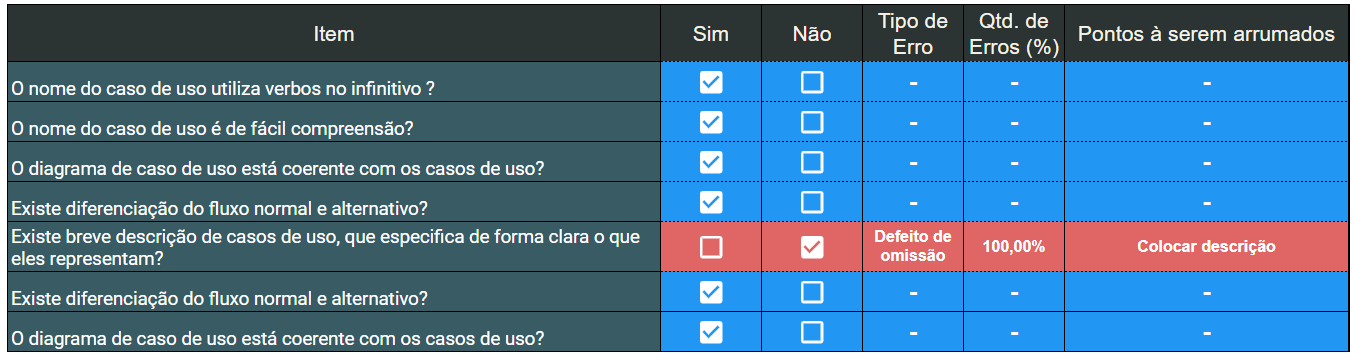 Item Sim Não Tipo de Erro Qtd. de Erros (%) Pontos à serem arrumados
O nome do caso de uso utiliza verbos no infinitivo ? - - -
O nome do caso de uso é de fácil compreensão? - - -
O diagrama de caso de uso está coerente com os casos de uso? - - -
Existe diferenciação do fluxo normal e alternativo? - - -
Existe breve descrição de casos de uso, que especifica de forma clara o que
eles representam? Defeito de omissão 100,00% Colocar descrição
Existe diferenciação do fluxo normal e alternativo? - - -
O diagrama de caso de uso está coerente com os casos de uso? - - -